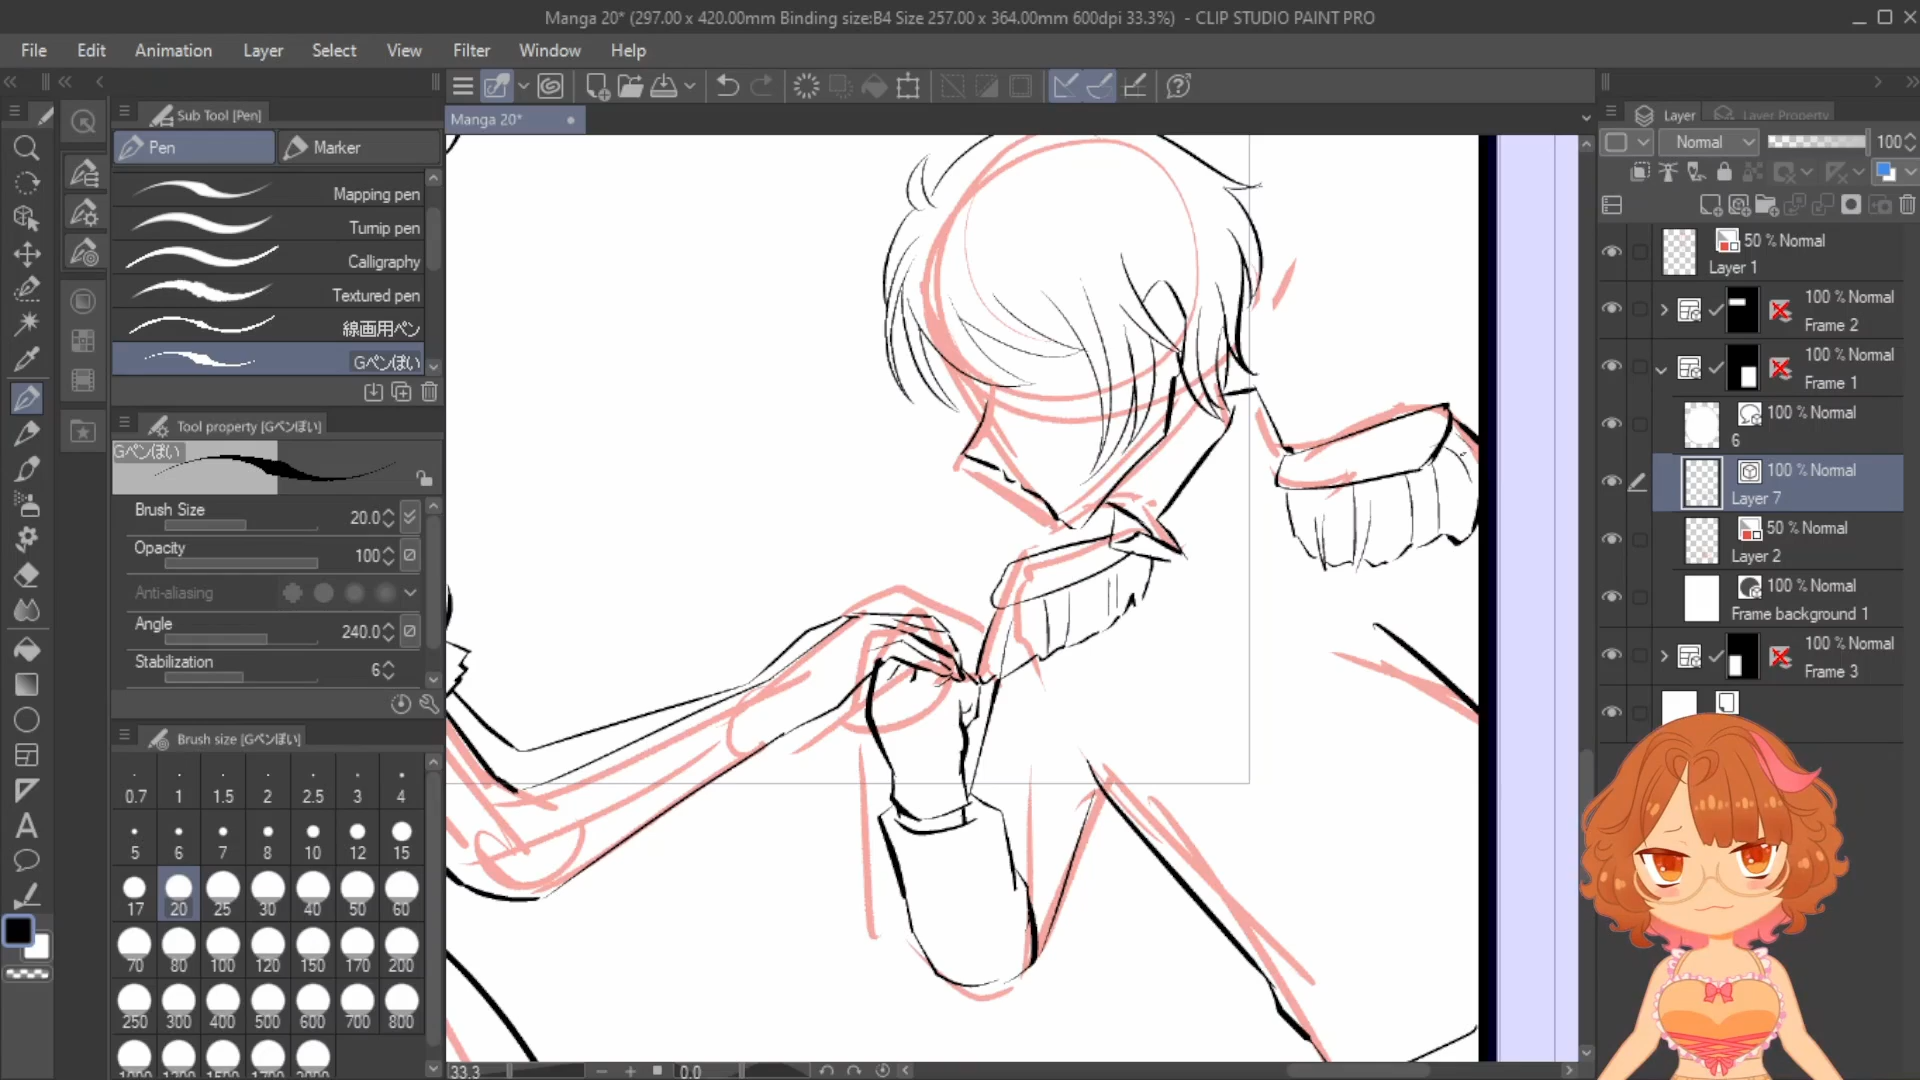 Manga 20* (297.00 x 420.00mm Binding size:B4 Size 257.00 x 364.00mm 600dpi 33.3%) - CLIP STUDIO PAINT PRO
File Edit Animation Layer Select View Filter Window Help
Sub Tool [Pen]
Pen Marker
Mapping pen
Turnip pen
Calligraphy
Textured pen
線画用ペン
Gペンぽい
Tool property [Gペンぽい]
Gペンぽい
Brush Size 20.0
Opacity 100
Anti-aliasing
Angle 240.0
Stabilization 6
Brush size [Gペンぽい]
0.7 1 1.5 2 2.5 3 4
5 6 7 8 10 12 15
17 20 25 30 40 50 60
70 80 100 120 150 170 200
250 300 400 500 600 700 800
Manga 20*
33.3 0.0
Layer Layer Property
Normal 100
50 % Normal
Layer 1
100 % Normal
Frame 2
100 % Normal
Frame 1
100 % Normal
6
100 % Normal
Layer 7
50 % Normal
Layer 2
100 % Normal
Frame background 1
100 % Normal
Frame 3